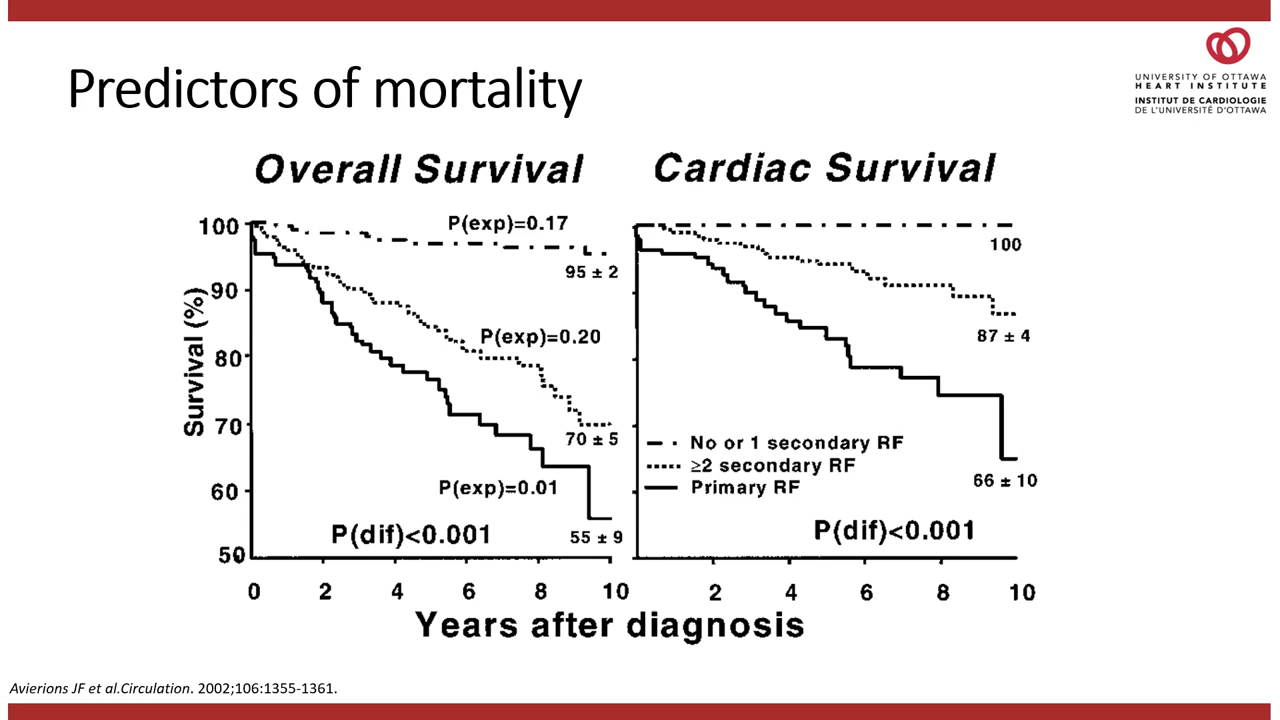 UNIVERSITY OF OTTAWA
HEART INSTITUTE
INSTITUT DE CARDIOLOGIE
DE L'UNIVERSITÉ D'OTTAWA
Predictors of mortality
Overall Survival
Cardiac Survival
Survival (%)
100
90
80
70
60
50
P(exp)=0.17
95 ± 2
P(exp)=0.20
70 ± 5
P(exp)=0.01
P(dif)<0.001
55 ± 9
0 2 4 6 8 10
100
87 ± 4
No or 1 secondary RF
≥2 secondary RF
Primary RF
66 ± 10
P(dif)<0.001
2 4 6 8 10
Years after diagnosis
Avierions JF et al.Circulation. 2002;106:1355-1361.